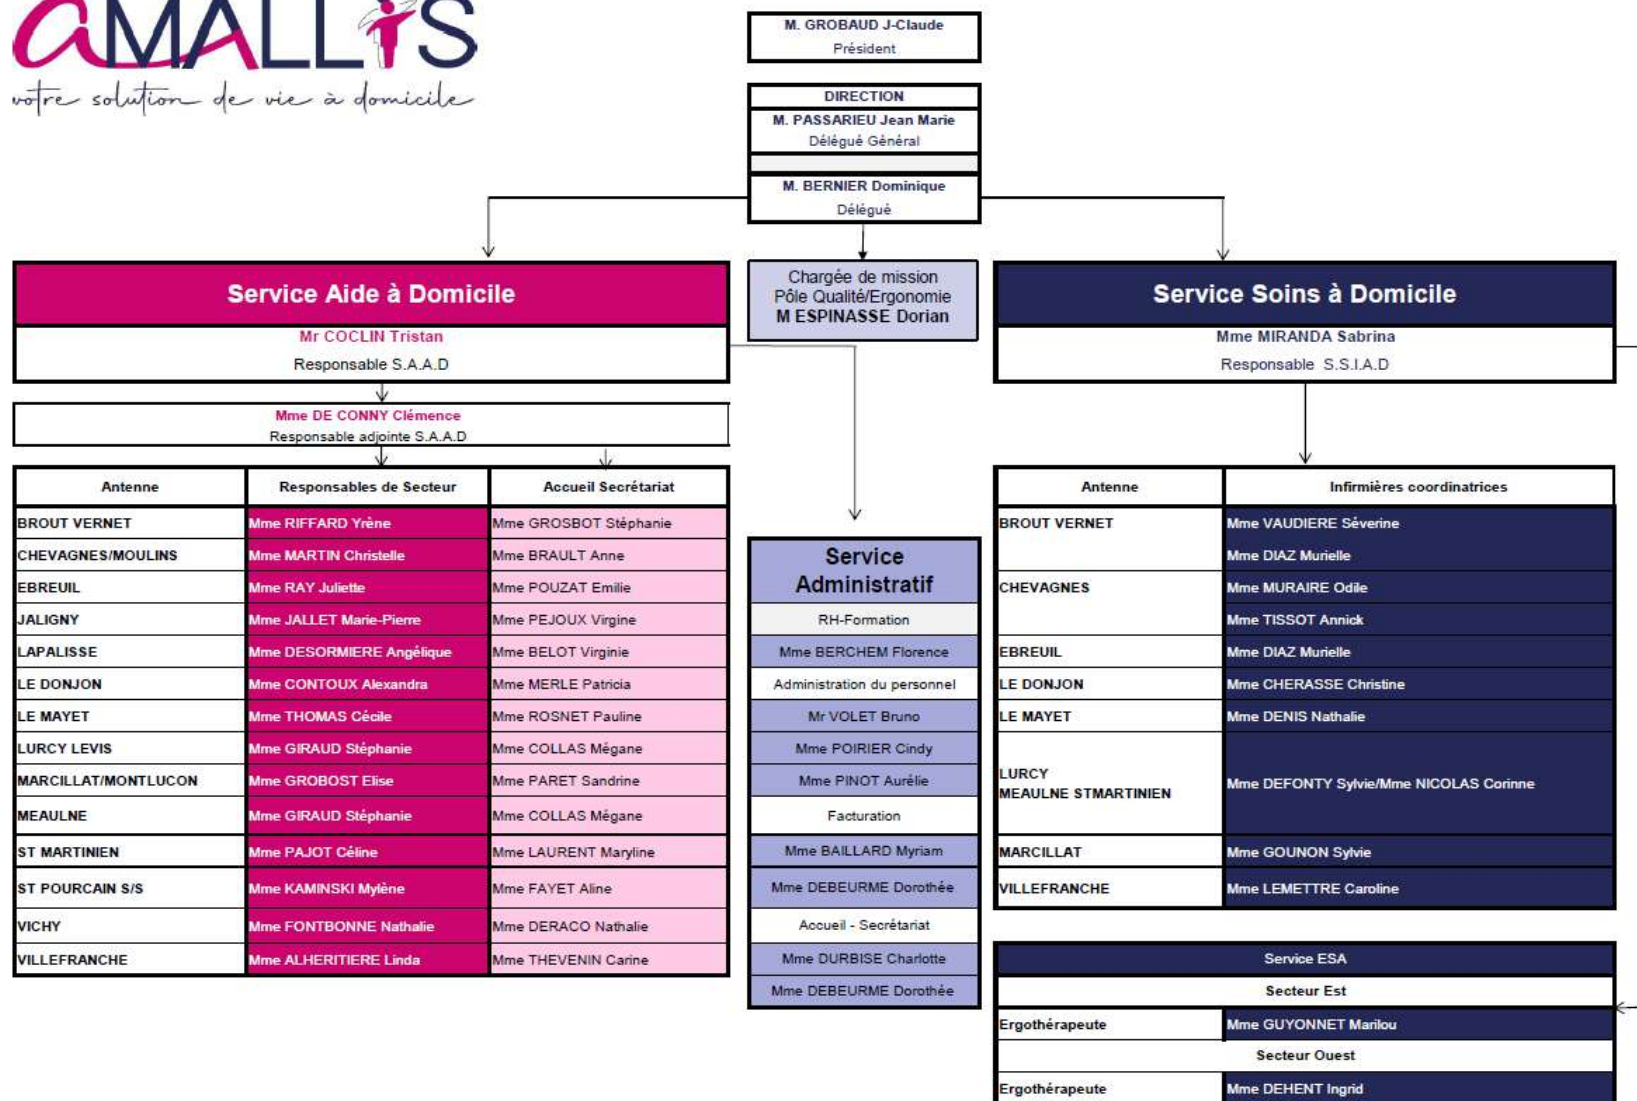 aMALLiS
votre solution de vie à domicile
M. GROBAUD J-Claude
Président
DIRECTION
M. PASSARIEU Jean Marie
Délégué Général
M. BERNIER Dominique
Délégué
Service Aide à Domicile
Mr COCLIN Tristan
Responsable S.A.A.D
Mme DE CONNY Clémence
Responsable adjointe S.A.A.D
Chargée de mission
Pôle Qualité/Ergonomie
M ESPINASSE Dorian
Service Soins à Domicile
Mme MIRANDA Sabrina
Responsable S.S.I.A.D
Antenne Responsables de Secteur Accueil Secrétariat
BROUT VERNET Mme RIFFARD Yrène Mme GROSBOT Stéphanie
CHEVAGNES/MOULINS Mme MARTIN Christelle Mme BRAULT Anne
EBREUIL Mme RAY Juliette Mme POUZAT Emilie
JALIGNY Mme JALLET Marie-Pierre Mme PEJOUX Virgine
LAPALISSE Mme DESORMIERE Angélique Mme BELOT Virginie
LE DONJON Mme CONTOUX Alexandra Mme MERLE Patricia
LE MAYET Mme THOMAS Cécile Mme ROSNET Pauline
LURCY LEVIS Mme GIRAUD Stéphanie Mme COLLAS Mégane
MARCILLAT/MONTLUCON Mme GROBOST Elise Mme PARET Sandrine
MEAULNE Mme GIRAUD Stéphanie Mme COLLAS Mégane
ST MARTINIEN Mme PAJOT Céline Mme LAURENT Maryline
ST POURCAIN S/S Mme KAMINSKI Mylène Mme FAYET Aline
VICHY Mme FONTBONNE Nathalie Mme DERACO Nathalie
VILLEFRANCHE Mme ALHERITIERE Linda Mme THEVENIN Carine
Service
Administratif
RH-Formation
Mme BERCHEM Florence
Administration du personnel
Mr VOLET Bruno
Mme POIRIER Cindy
Mme PINOT Aurélie
Facturation
Mme BAILLARD Myriam
Mme DEBEURME Dorothée
Accueil - Secrétariat
Mme DURBISE Charlotte
Mme DEBEURME Dorothée
Antenne Infirmières coordinatrices
BROUT VERNET Mme VAUDIERE Séverine
Mme DIAZ Murielle
CHEVAGNES Mme MURAIRE Odile
Mme TISSOT Annick
EBREUIL Mme DIAZ Murielle
LE DONJON Mme CHERASSE Christine
LE MAYET Mme DENIS Nathalie
LURCY
MEAULNE STMARTINIEN Mme DEFONTY Sylvie/Mme NICOLAS Corinne
MARCILLAT Mme GOUNON Sylvie
VILLEFRANCHE Mme LEMETTRE Caroline
Service ESA
Secteur Est
Ergothérapeute Mme GUYONNET Marilou
Secteur Ouest
Ergothérapeute Mme DEHENT Ingrid